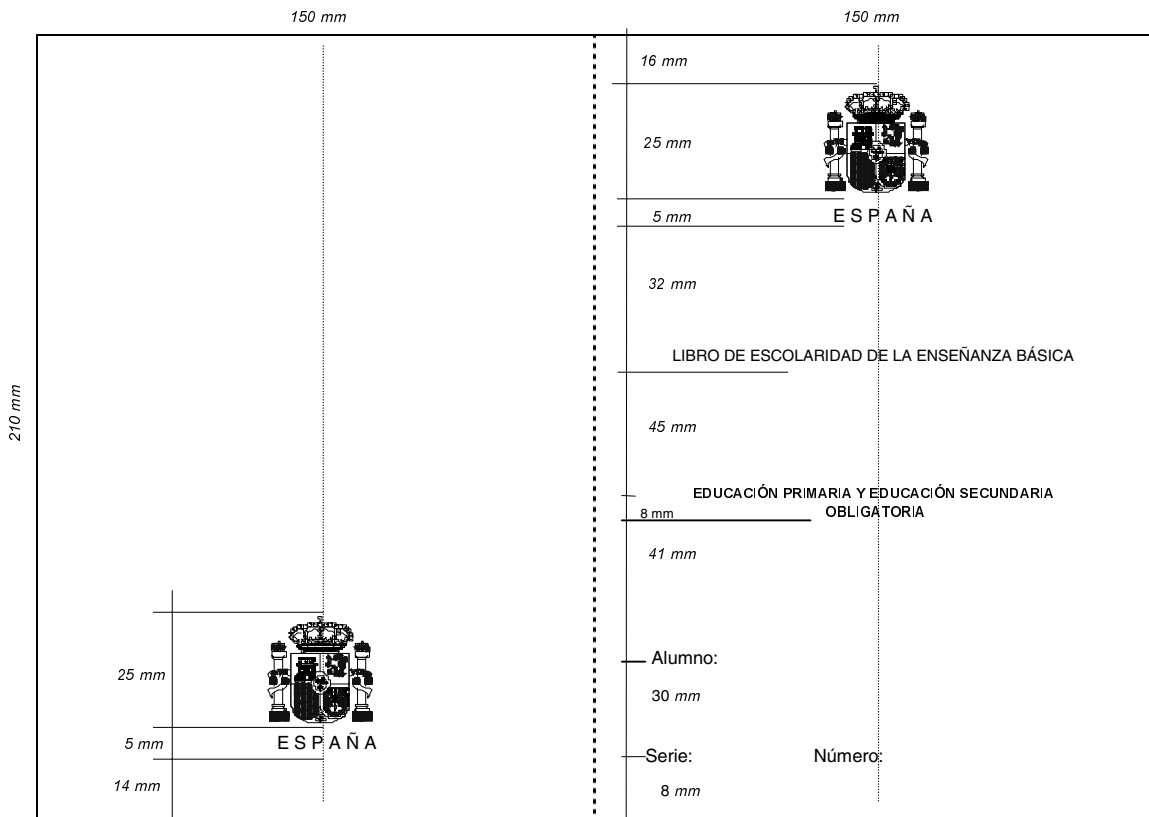 150 mm
150 mm
16 mm
25 mm
ESPAÑA
5 mm
32 mm
LIBRO DE ESCOLARIDAD DE LA ENSEÑANZA BÁSICA
210 mm
45 mm
EDUCACIÓN PRIMARIA Y EDUCACIÓN SECUNDARIA
OBLIGATORIA
8 mm
41 mm
Alumno:
30 mm
Serie: Número:
8 mm
25 mm
ESPAÑA
5 mm
14 mm